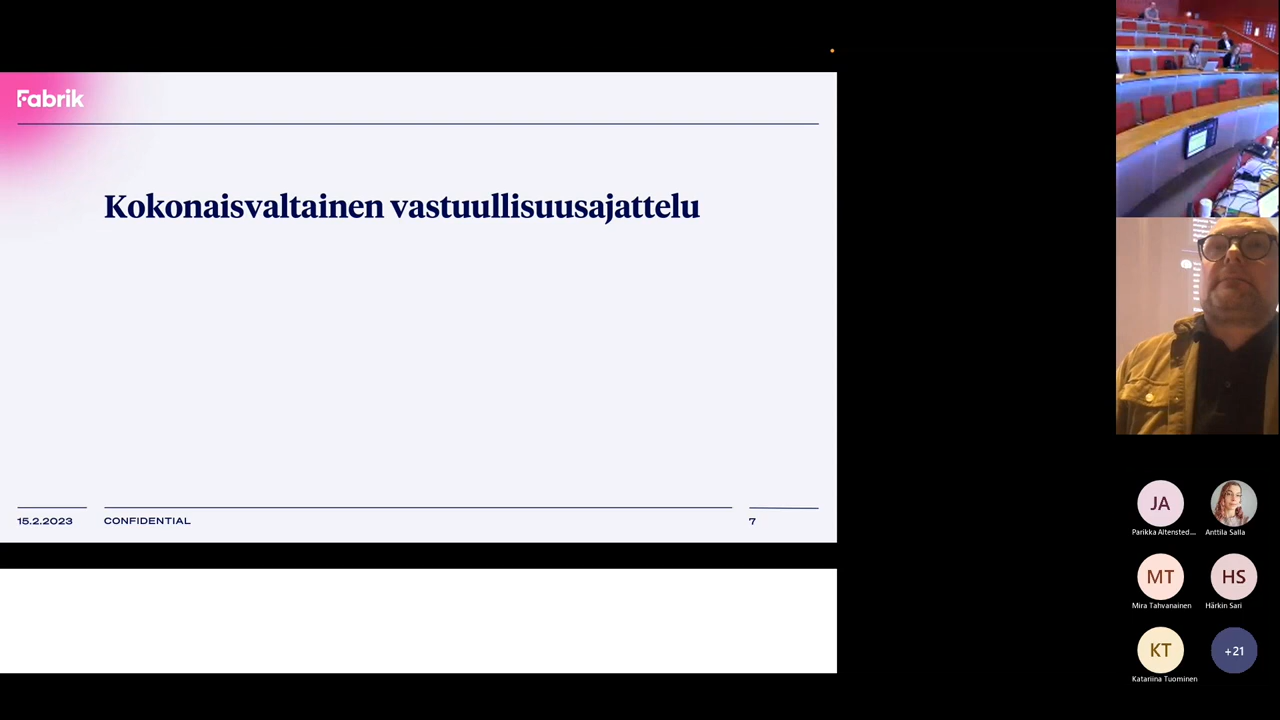 Fabrik
Kokonaisvaltainen vastuullisuusajattelu
15.2.2023
CONFIDENTIAL
7
JA
Parikka Altensted...
Anttila Salla
MT
Mira Tahvanainen
HS
Härkin Sari
KT
Katariina Tuominen
+21